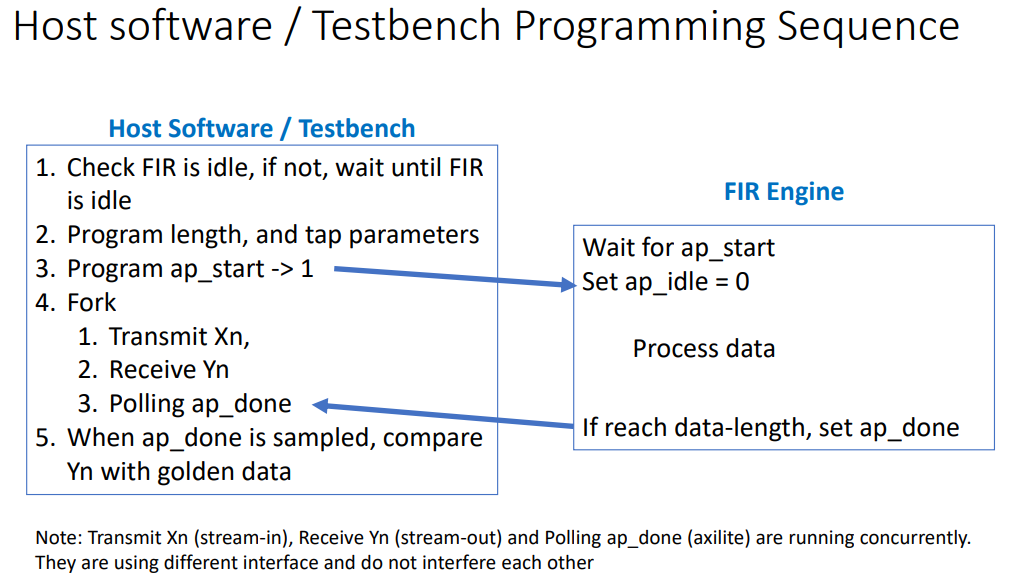 Host software / Testbench Programming Sequence
Host Software / Testbench
1. Check FIR is idle, if not, wait until FIR
is idle
2. Program length, and tap parameters
3. Program ap_start -> 1
4. Fork
1. Transmit Xn,
2. Receive Yn
3. Polling ap_done
5. When ap_done is sampled, compare
Yn with golden data
FIR Engine
Wait for ap_start
Set ap_idle = 0
Process data
If reach data-length, set ap_done
Note: Transmit Xn (stream-in), Receive Yn (stream-out) and Polling ap_done (axilite) are running concurrently.
They are using different interface and do not interfere each other